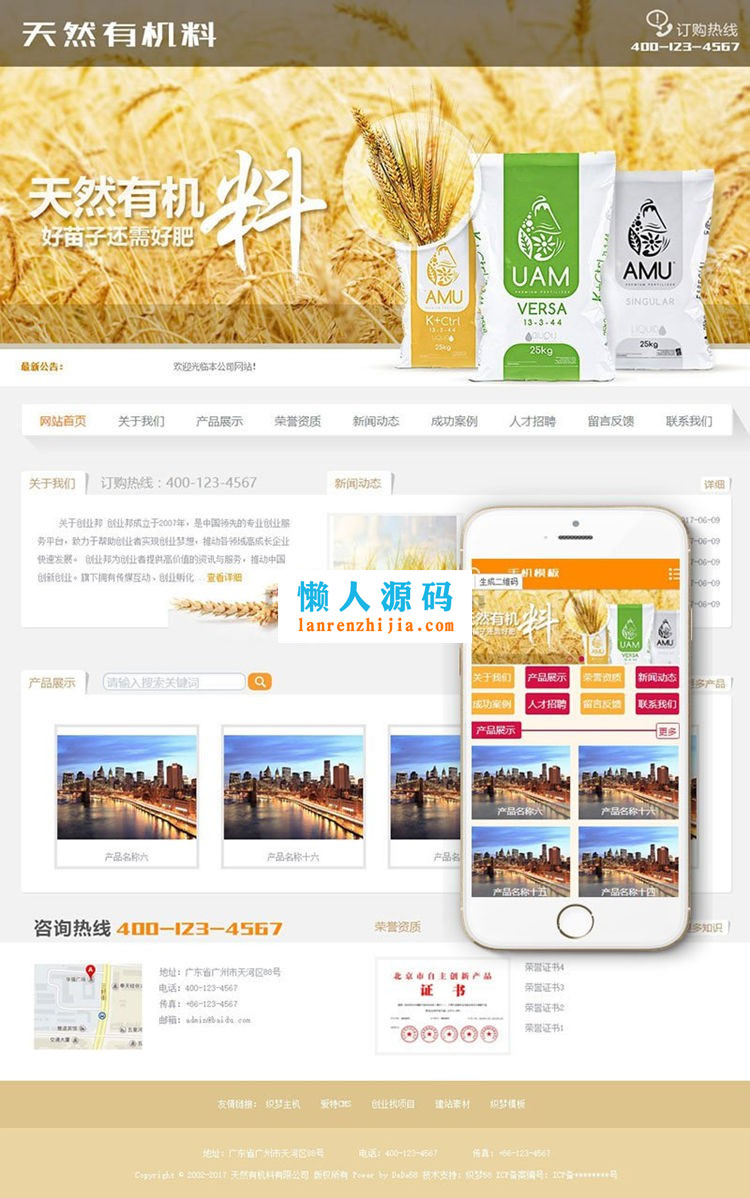 天然有机料
订购热线
400-123-4567
天然有机料
好苗子还需好肥
AMU
K+Ctrl
13-3-44
LIQUID
25kg
UAM
PREMIUM FERTILIZER
VERSA
13-3-44
25kg
AMU
PREMIUM FERTILIZER
SINGULAR
LIQUID
25kg
最新公告:
欢迎光临本公司网站!
网站首页 关于我们 产品展示 荣誉资质 新闻动态 成功案例 人才招聘 留言反馈 联系我们
关于我们 订购热线:400-123-4567
新闻动态
详细
关于创业邦 创业邦成立于2007年,是中国领先的专业创业服
务平台,致力于帮助创业者实现创业梦想,推动各领域高成长企业
快速发展。 创业邦为创业者提供高价值的资讯与服务,推动中国
创新创业。旗下拥有传媒互动、创业孵化 ... 查看详细
17-06-09
-09
-09
06-09
6-09
懒人源码
lanrenzhijia.com
产品展示
请输入搜索关键词
更多产品
产品名称六
产品名称十六
产品名
生成二维码
关于我们 产品展示 荣誉资质 新闻动态
成功案例 人才招聘 留言反馈 联系我们
产品展示
更多
产品名称六
产品名称十六
产品名称十五
产品名称十四
咨询热线 400-123-4567
荣誉资质
更多知识
地址:广东省广州市天河区88号
电话:400-123-4567
传真:+86-123-4567
邮箱:admin@baidu.com
北京市自主创新产品
证书
荣誉证书4
荣誉证书3
荣誉证书2
荣誉证书1
友情链接: 织梦主机 爱特CMS 创业找项目 建站素材 织梦模板
地址:广东省广州市天河区88号 电话:400-123-4567 传真:+86-123-4567
Copyright © 2002-2017 天然有机料有限公司 版权所有 Power by DeDe58 技术支持:织梦58 ICP备案编号:ICP备********号